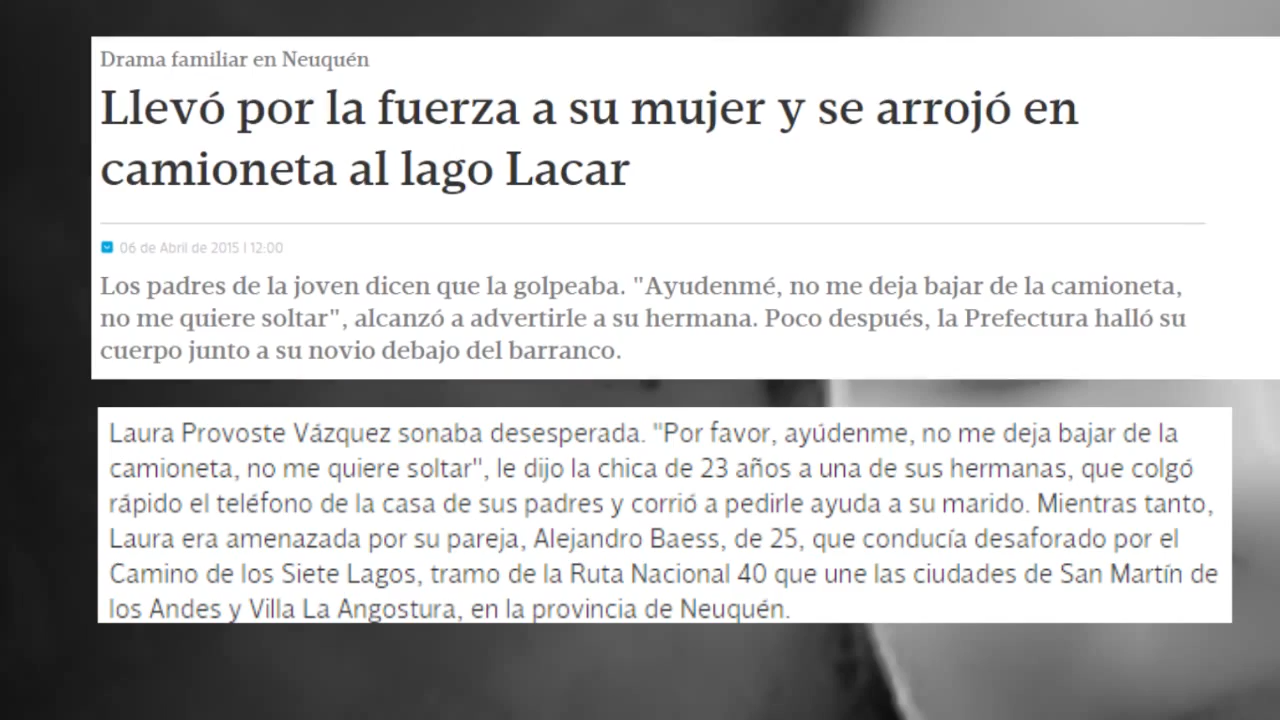 Drama familiar en Neuquén
Llevó por la fuerza a su mujer y se arrojó en
camioneta al lago Lacar
06 de Abril de 2015 | 12:00
Los padres de la joven dicen que la golpeaba. "Ayudenmé, no me deja bajar de la camioneta,
no me quiere soltar", alcanzó a advertirle a su hermana. Poco después, la Prefectura halló su
cuerpo junto a su novio debajo del barranco.
Laura Provoste Vázquez sonaba desesperada. "Por favor, ayúdenme, no me deja bajar de la
camioneta, no me quiere soltar", le dijo la chica de 23 años a una de sus hermanas, que colgó
rápido el teléfono de la casa de sus padres y corrió a pedirle ayuda a su marido. Mientras tanto,
Laura era amenazada por su pareja, Alejandro Baess, de 25, que conducía desaforado por el
Camino de los Siete Lagos, tramo de la Ruta Nacional 40 que une las ciudades de San Martín de
los Andes y Villa La Angostura, en la provincia de Neuquén.